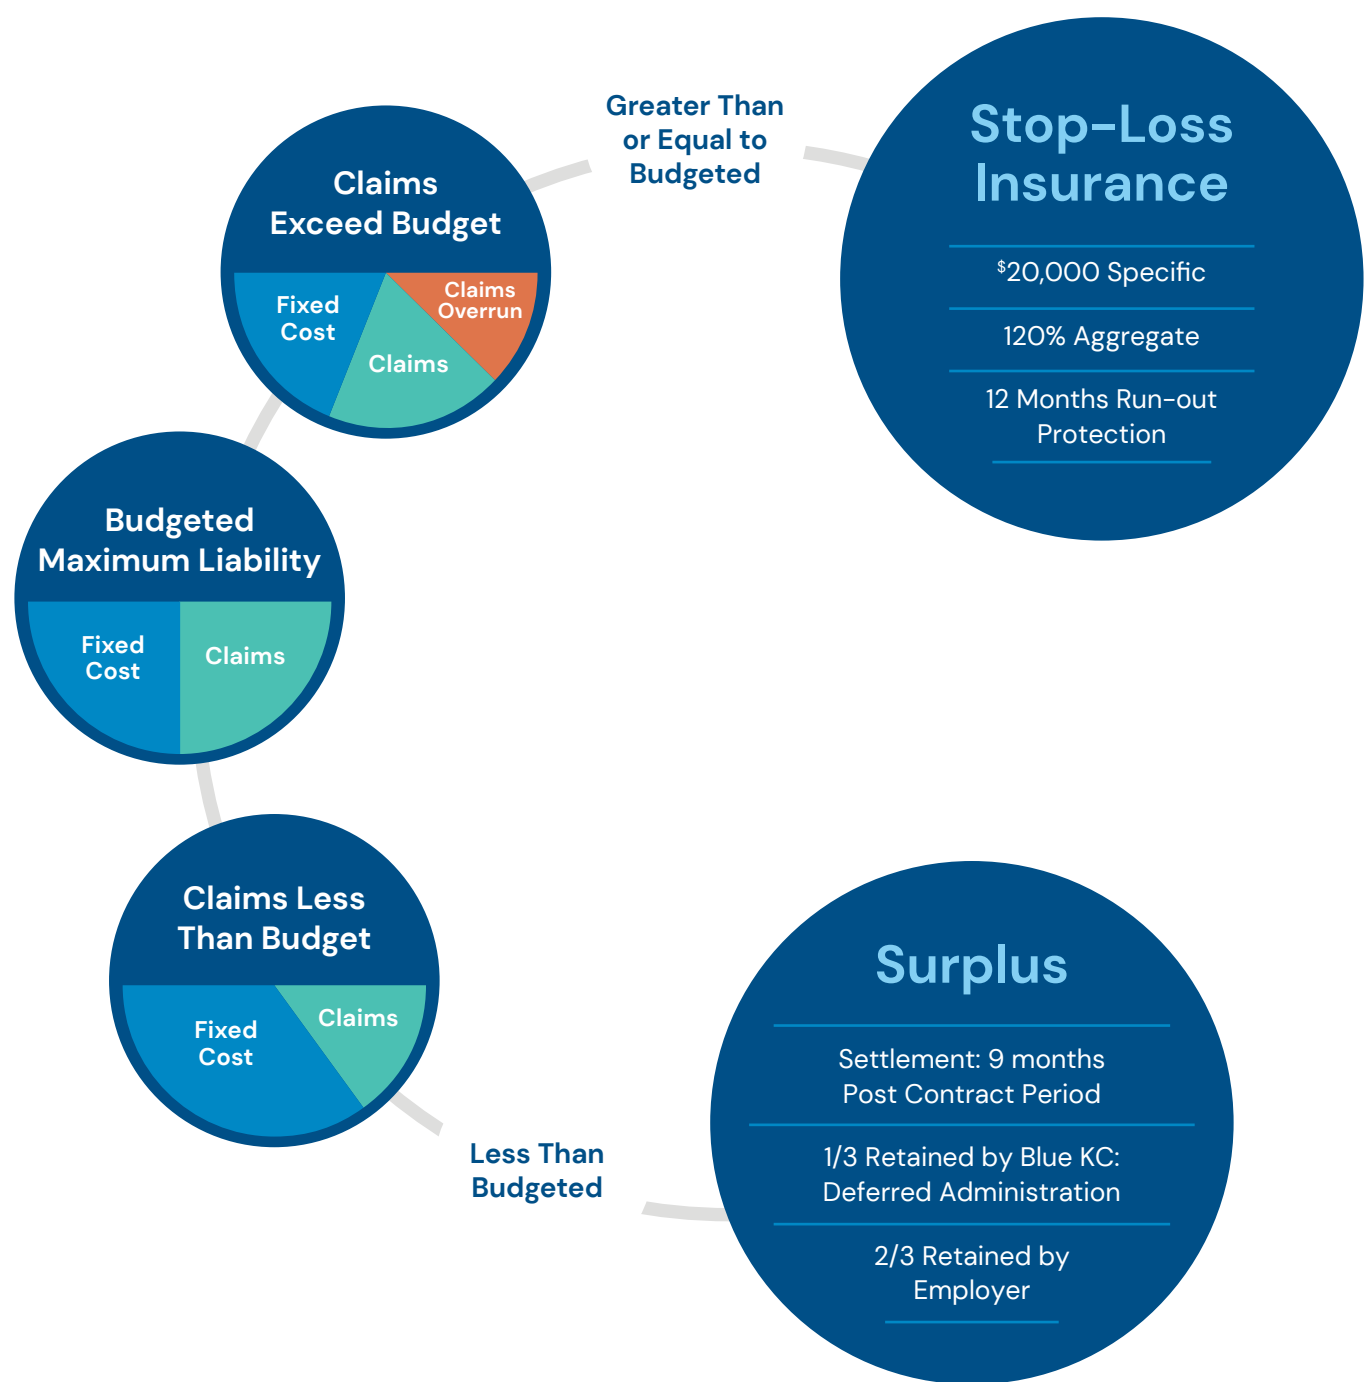 Greater Than
or Equal to
Budgeted
Stop-Loss
Insurance
$20,000 Specific
120% Aggregate
12 Months Run-out
Protection
Claims
Exceed Budget
Fixed
Cost
Claims
Claims
Overrun
Budgeted
Maximum Liability
Fixed
Cost
Claims
Claims Less
Than Budget
Fixed
Cost
Claims
Less Than
Budgeted
Surplus
Settlement: 9 months
Post Contract Period
1/3 Retained by Blue KC:
Deferred Administration
2/3 Retained by
Employer